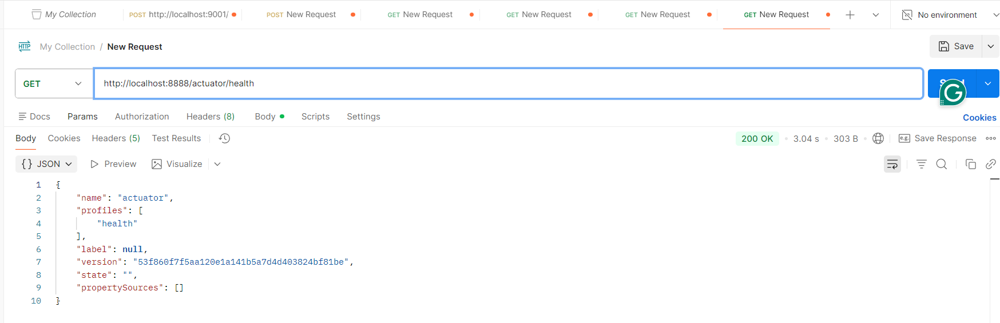 My Collection POST http://localhost:9001/ POST New Request GET New Request GET New Request GET New Request GET New Request No environment
HTTP My Collection / New Request Save
GET http://localhost:8888/actuator/health G
Docs Params Authorization Headers (8) Body Scripts Settings Cookies
Body Cookies Headers (5) Test Results 200 OK 3.04 s 303 B e.g. Save Response
{} JSON Preview Visualize
1 {
2 "name": "actuator",
3 "profiles": [
4 "health"
5 ],
6 "label": null,
7 "version": "53f860f7f5aa120e1a141b5a7d4d403824bf81be",
8 "state": "",
9 "propertySources": []
10 }